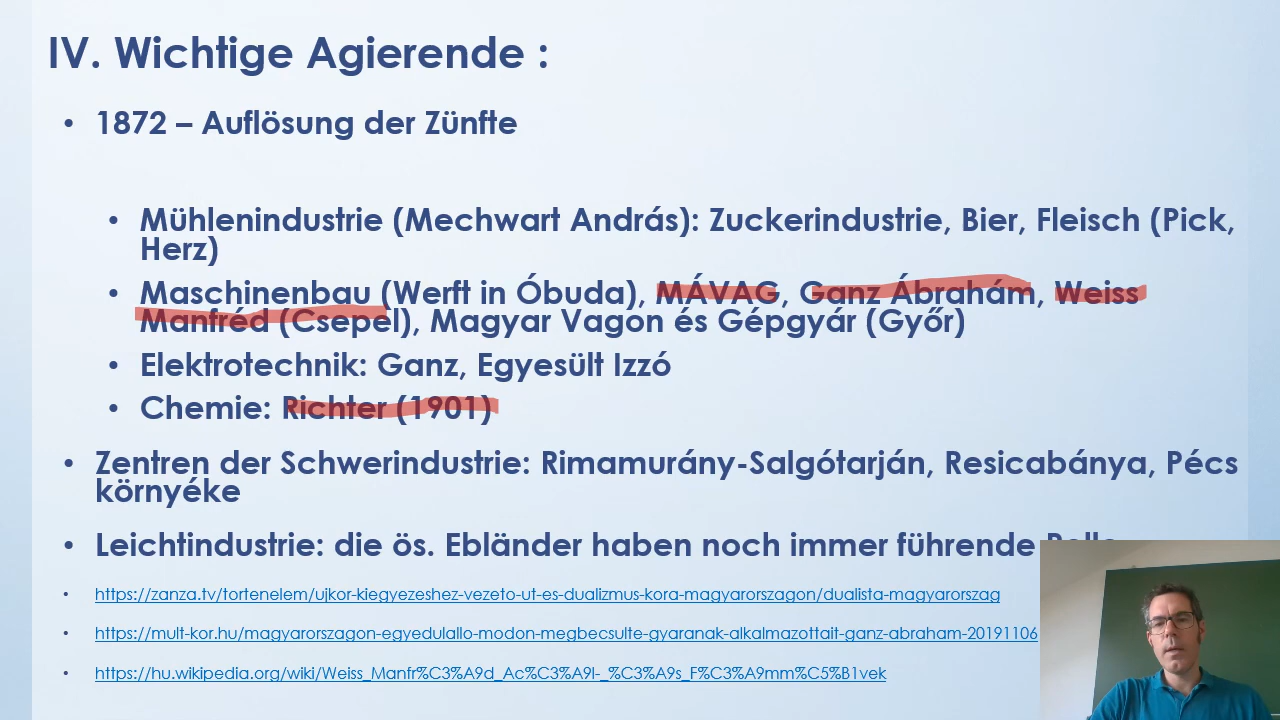 IV. Wichtige Agierende :
• 1872 – Auflösung der Zünfte
• Mühlenindustrie (Mechwart András): Zuckerindustrie, Bier, Fleisch (Pick,
Herz)
• Maschinenbau (Werft in Óbuda), MÁVAG, Ganz Ábrahám, Weiss
Manfréd (Csepel), Magyar Vagon és Gépgyár (Győr)
• Elektrotechnik: Ganz, Egyesült Izzó
• Chemie: Richter (1901)
• Zentren der Schwerindustrie: Rimamurány-Salgótarján, Resicabánya, Pécs
környéke
• Leichtindustrie: die ös. Ebländer haben noch immer führende
• https://zanza.tv/tortenelem/ujkor-kiegyezeshez-vezeto-ut-es-dualizmus-kora-magyarorszagon/dualista-magyarorszag
• https://mult-kor.hu/magyarorszagon-egyedulallo-modon-megbecsulte-gyaranak-alkalmazottait-ganz-abraham-20191106
• https://hu.wikipedia.org/wiki/Weiss_Manfr%C3%A9d_Ac%C3%A9l-_%C3%A9s_F%C3%A9mm%C5%B1vek